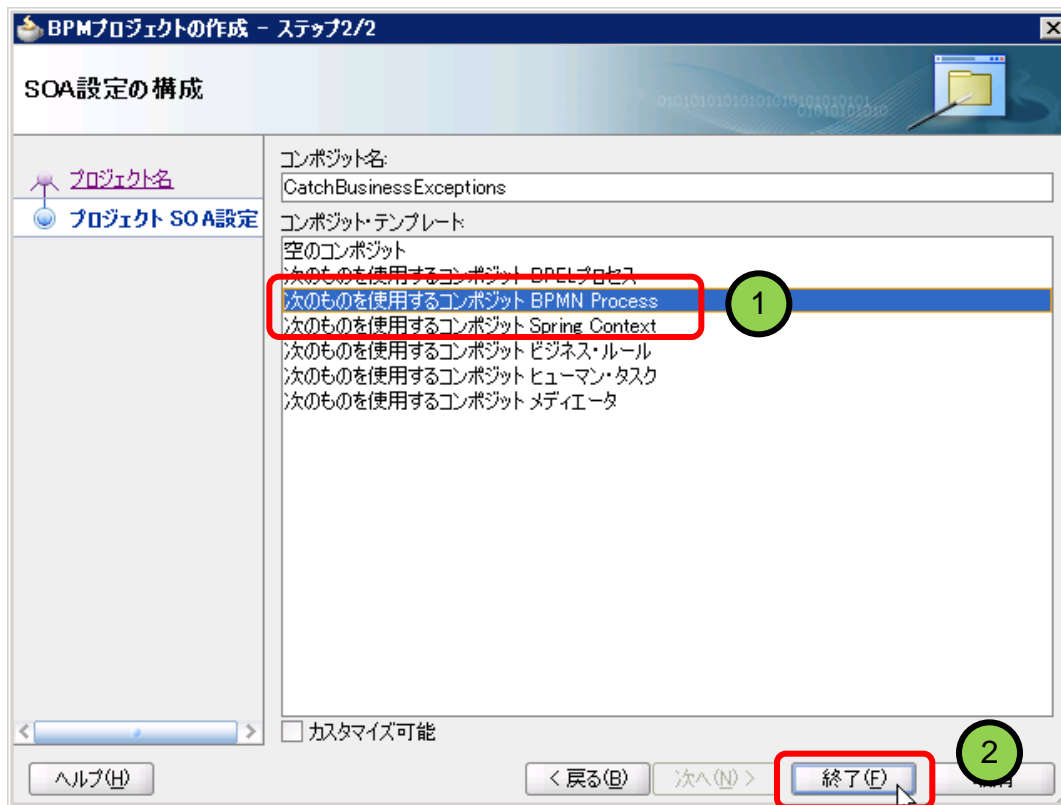 BPMプロジェクトの作成 - ステップ2/2
SOA設定の構成
プロジェクト名
プロジェクト SOA設定
コンポジット名:
CatchBusinessExceptions
コンポジット・テンプレート:
空のコンポジット
次のものを使用するコンポジット BPELプロセス
次のものを使用するコンポジット BPMN Process
次のものを使用するコンポジット Spring Context
次のものを使用するコンポジット ビジネス・ルール
次のものを使用するコンポジット ヒューマン・タスク
次のものを使用するコンポジット メディエータ
1
カスタマイズ可能
2
ヘルプ(H)
< 戻る(B)
次へ(N) >
終了(F)